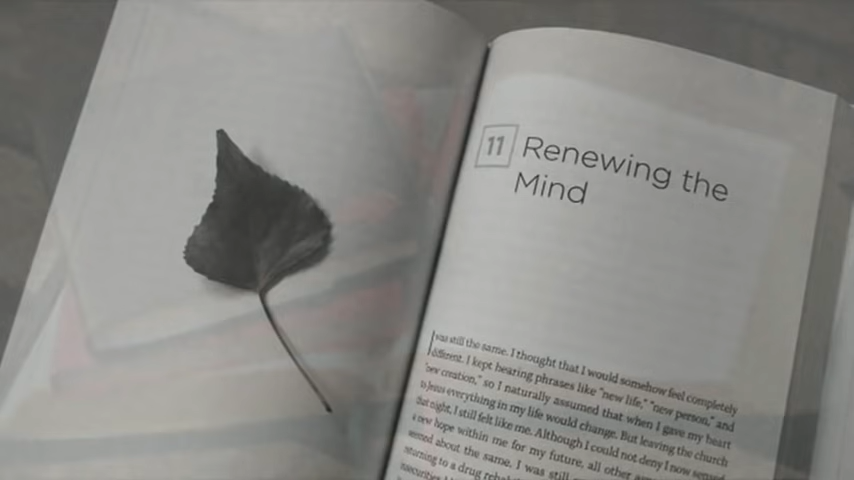 11 Renewing the
Mind
I was still the same. I thought that I would somehow feel completely
different. I kept hearing phrases like "new life," "new person," and
"new creation," so I naturally assumed that when I gave my heart
to Jesus everything in my life would change. But leaving the church
that night, I still felt like me. Although I could not deny I now sensed
a new hope within me for my future, all other
seemed about the same. I was still
returning to a drug
insecurities